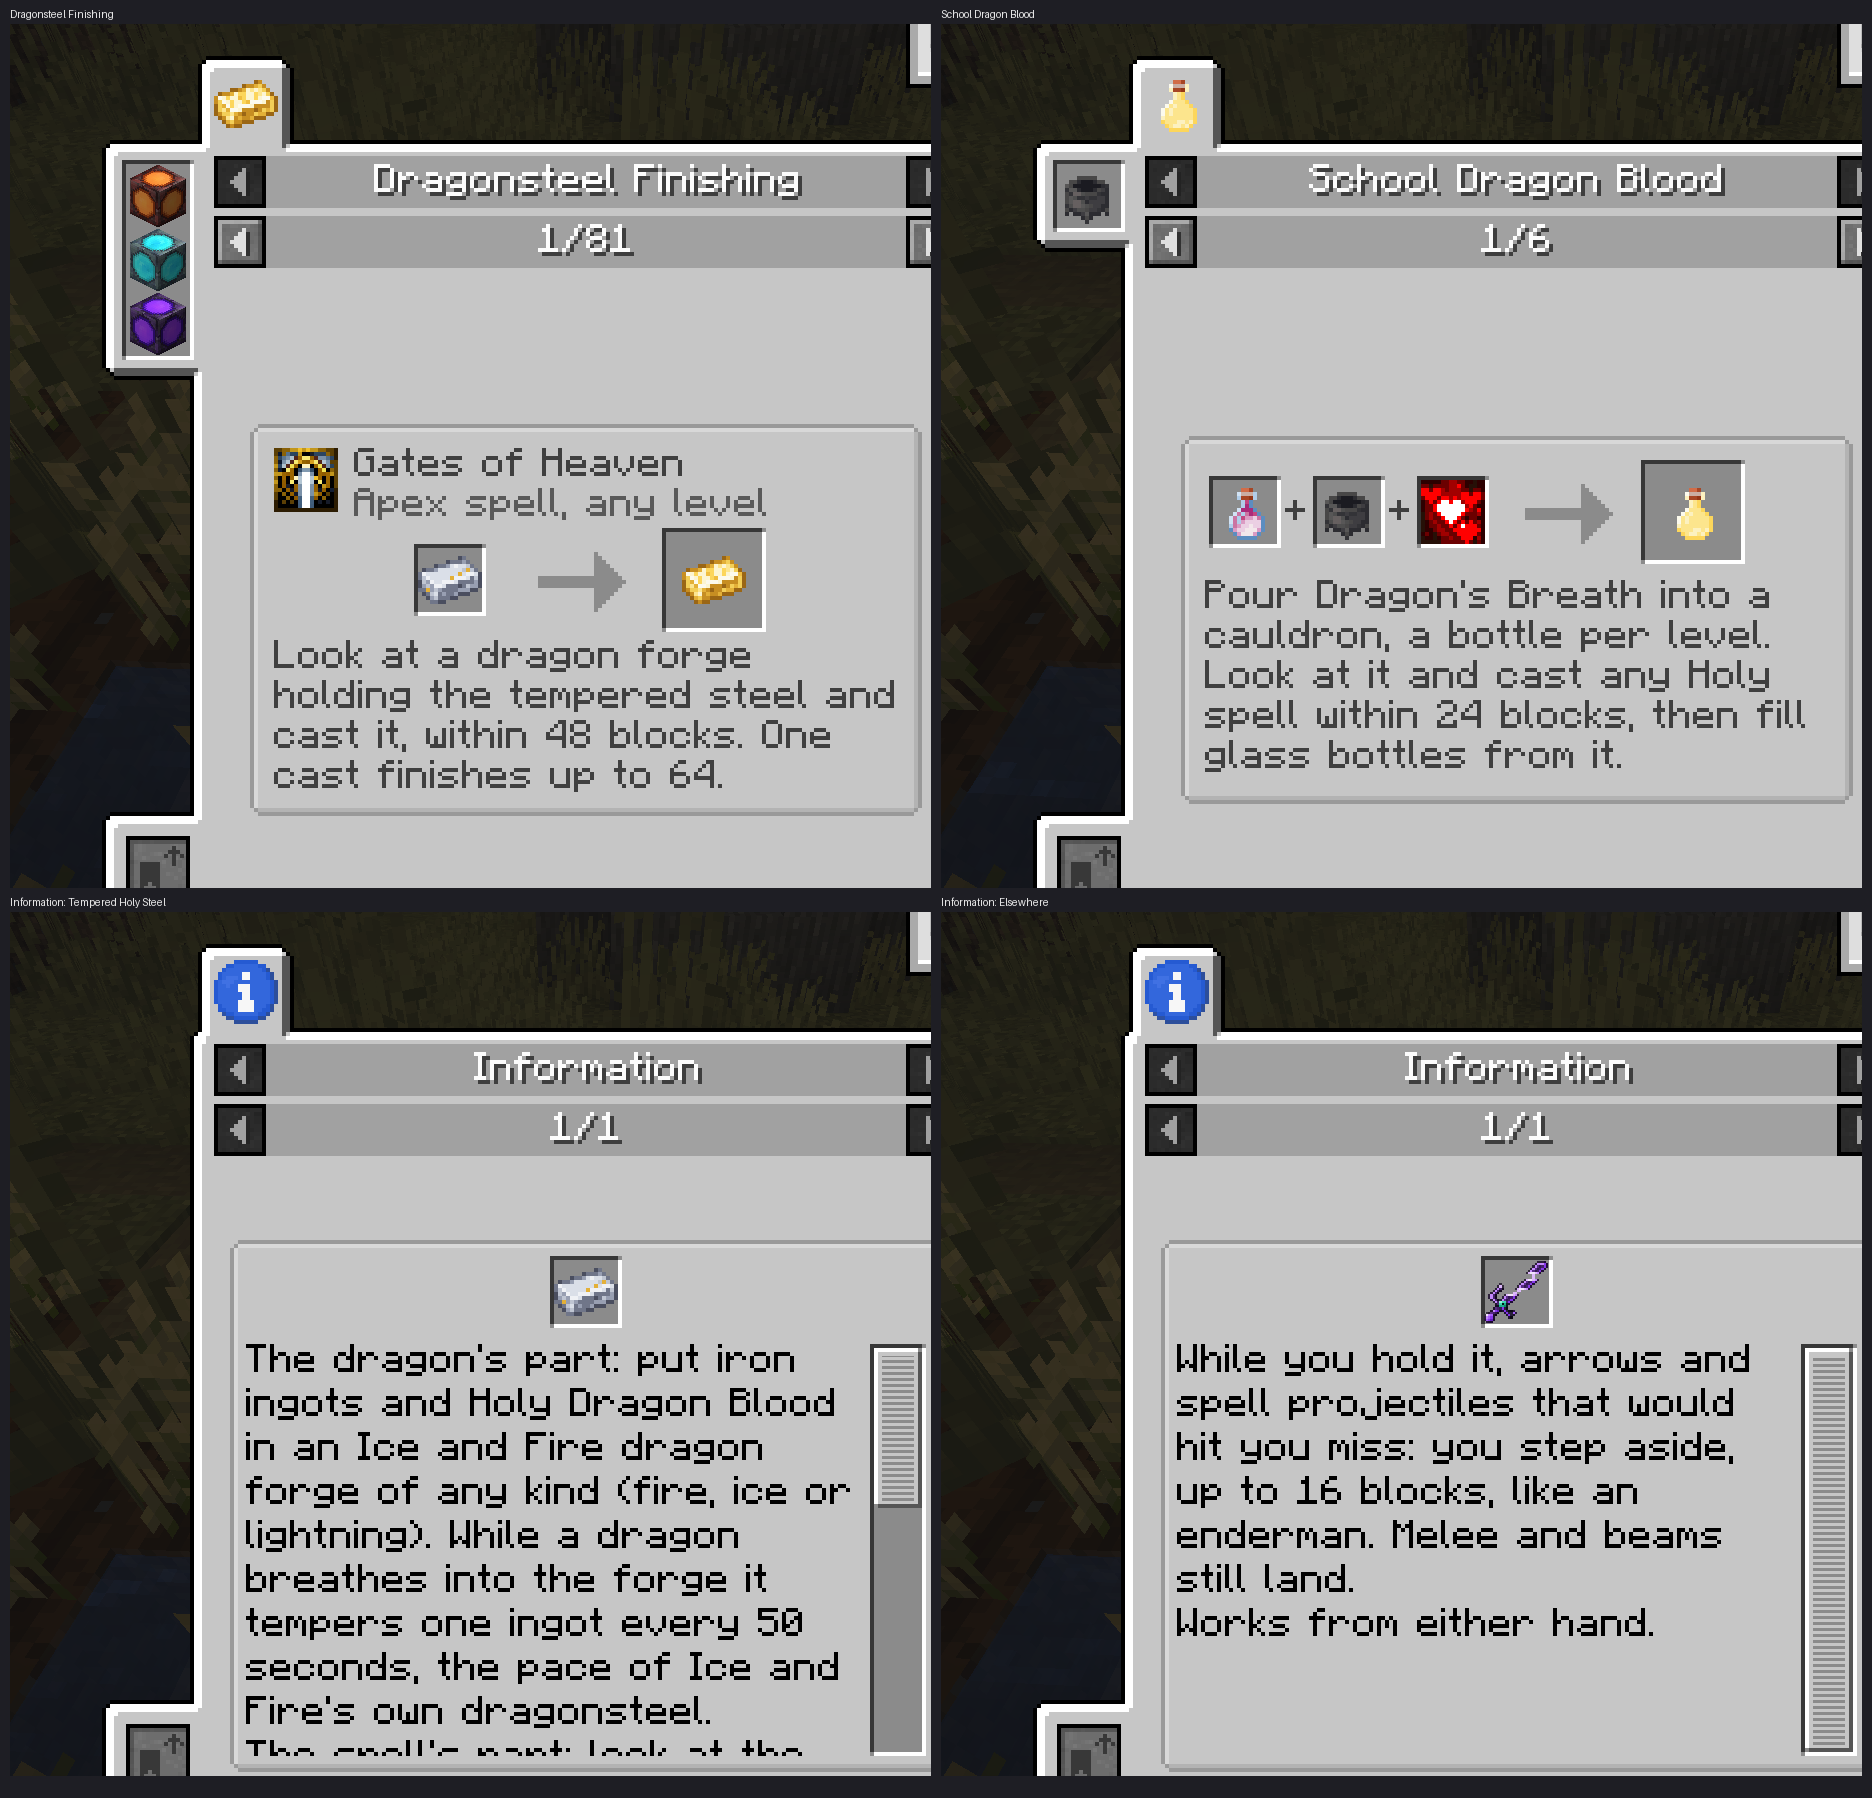 Dragonsteel Finishing
Dragonsteel Finishing
1/81
Gates of Heaven
Apex spell, any level
Look at a dragon forge
holding the tempered steel and
cast it, within 48 blocks. One
cast finishes up to 64.
School Dragon Blood
School Dragon Blood
1/6
+ +
Pour Dragon's Breath into a
cauldron, a bottle per level.
Look at it and cast any Holy
spell within 24 blocks, then fill
glass bottles from it.
Information: Tempered Holy Steel
Information
1/1
The dragon's part: put iron
ingots and Holy Dragon Blood
in an Ice and Fire dragon
forge of any kind (fire, ice or
lightning). While a dragon
breathes into the forge it
tempers one ingot every 50
seconds, the pace of Ice and
Fire's own dragonsteel.
The spell's part: look at the
Information: Elsewhere
Information
1/1
While you hold it, arrows and
spell projectiles that would
hit you miss: you step aside,
up to 16 blocks, like an
enderman. Melee and beams
still land.
Works from either hand.